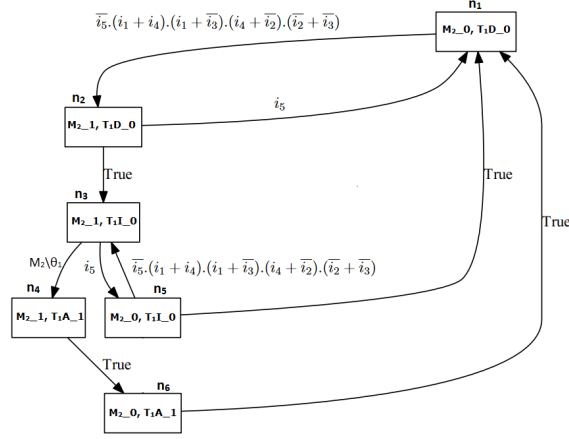 n₁
i̅₅.(i₁ + i₄).(i₁ + i̅₃).(i₄ + i̅₂).(i̅₂ + i̅₃)
M₂_0, T₁D_0
n₂
M₂_1, T₁D_0
i₅
True
n₃
M₂_1, T₁I_0
True
True
M₂\θ₁
i₅
i̅₅.(i₁ + i₄).(i₁ + i̅₃).(i₄ + i̅₂).(i̅₂ + i̅₃)
n₄
n₅
M₂_1, T₁A_1
M₂_0, T₁I_0
True
n₆
M₂_0, T₁A_1